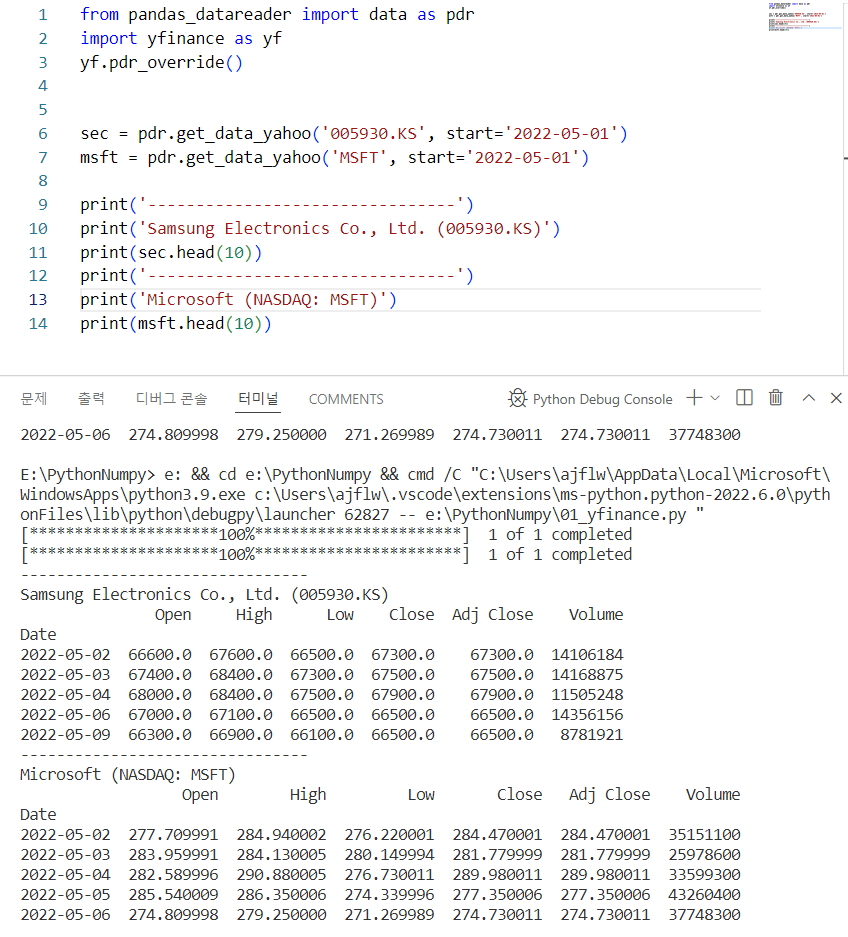 1 from pandas_datareader import data as pdr
2 import yfinance as yf
3 yf.pdr_override()
4
5
6 sec = pdr.get_data_yahoo('005930.KS', start='2022-05-01')
7 msft = pdr.get_data_yahoo('MSFT', start='2022-05-01')
8
9 print('--------------------------------')
10 print('Samsung Electronics Co., Ltd. (005930.KS)')
11 print(sec.head(10))
12 print('--------------------------------')
13 print('Microsoft (NASDAQ: MSFT)')
14 print(msft.head(10))
문제 출력 디버그 콘솔 터미널 COMMENTS Python Debug Console
2022-05-06 274.809998 279.250000 271.269989 274.730011 274.730011 37748300
E:\PythonNumpy> e: && cd e:\PythonNumpy && cmd /C "C:\Users\ajflw\AppData\Local\Microsoft\
WindowsApps\python3.9.exe c:\Users\ajflw\.vscode\extensions\ms-python.python-2022.6.0\pyth
onFiles\lib\python\debugpy\launcher 62827 -- e:\PythonNumpy\01_yfinance.py "
[*********************100%***********************]  1 of 1 completed
[*********************100%***********************]  1 of 1 completed
--------------------------------
Samsung Electronics Co., Ltd. (005930.KS)
Open High Low Close Adj Close Volume
Date
2022-05-02 66600.0 67600.0 66500.0 67300.0 67300.0 14106184
2022-05-03 67400.0 68400.0 67300.0 67500.0 67500.0 14168875
2022-05-04 68000.0 68400.0 67500.0 67900.0 67900.0 11505248
2022-05-06 67000.0 67100.0 66500.0 66500.0 66500.0 14356156
2022-05-09 66300.0 66900.0 66100.0 66500.0 66500.0 8781921
--------------------------------
Microsoft (NASDAQ: MSFT)
Open High Low Close Adj Close Volume
Date
2022-05-02 277.709991 284.940002 276.220001 284.470001 284.470001 35151100
2022-05-03 283.959991 284.130005 280.149994 281.779999 281.779999 25978600
2022-05-04 282.589996 290.880005 276.730011 289.980011 289.980011 33599300
2022-05-05 285.540009 286.350006 274.339996 277.350006 277.350006 43260400
2022-05-06 274.809998 279.250000 271.269989 274.730011 274.730011 37748300